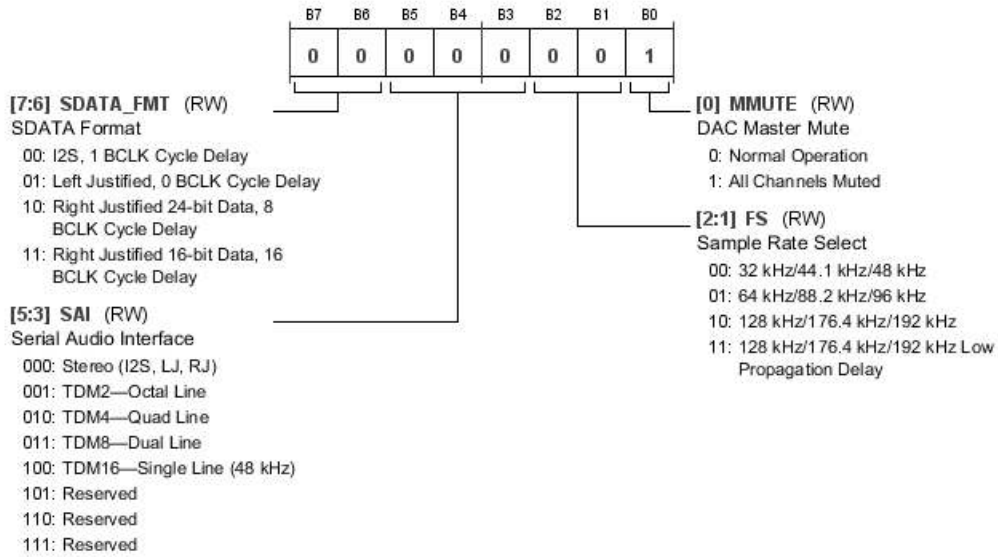 B7 B6 B5 B4 B3 B2 B1 B0
0 0 0 0 0 0 0 1
[7:6] SDATA_FMT (RW)
SDATA Format
00: I2S, 1 BCLK Cycle Delay
01: Left Justified, 0 BCLK Cycle Delay
10: Right Justified 24-bit Data, 8
BCLK Cycle Delay
11: Right Justified 16-bit Data, 16
BCLK Cycle Delay
[5:3] SAI (RW)
Serial Audio Interface
000: Stereo (I2S, LJ, RJ)
001: TDM2—Octal Line
010: TDM4—Quad Line
011: TDM8—Dual Line
100: TDM16—Single Line (48 kHz)
101: Reserved
110: Reserved
111: Reserved
[0] MMUTE (RW)
DAC Master Mute
0: Normal Operation
1: All Channels Muted
[2:1] FS (RW)
Sample Rate Select
00: 32 kHz/44.1 kHz/48 kHz
01: 64 kHz/88.2 kHz/96 kHz
10: 128 kHz/176.4 kHz/192 kHz
11: 128 kHz/176.4 kHz/192 kHz Low
Propagation Delay